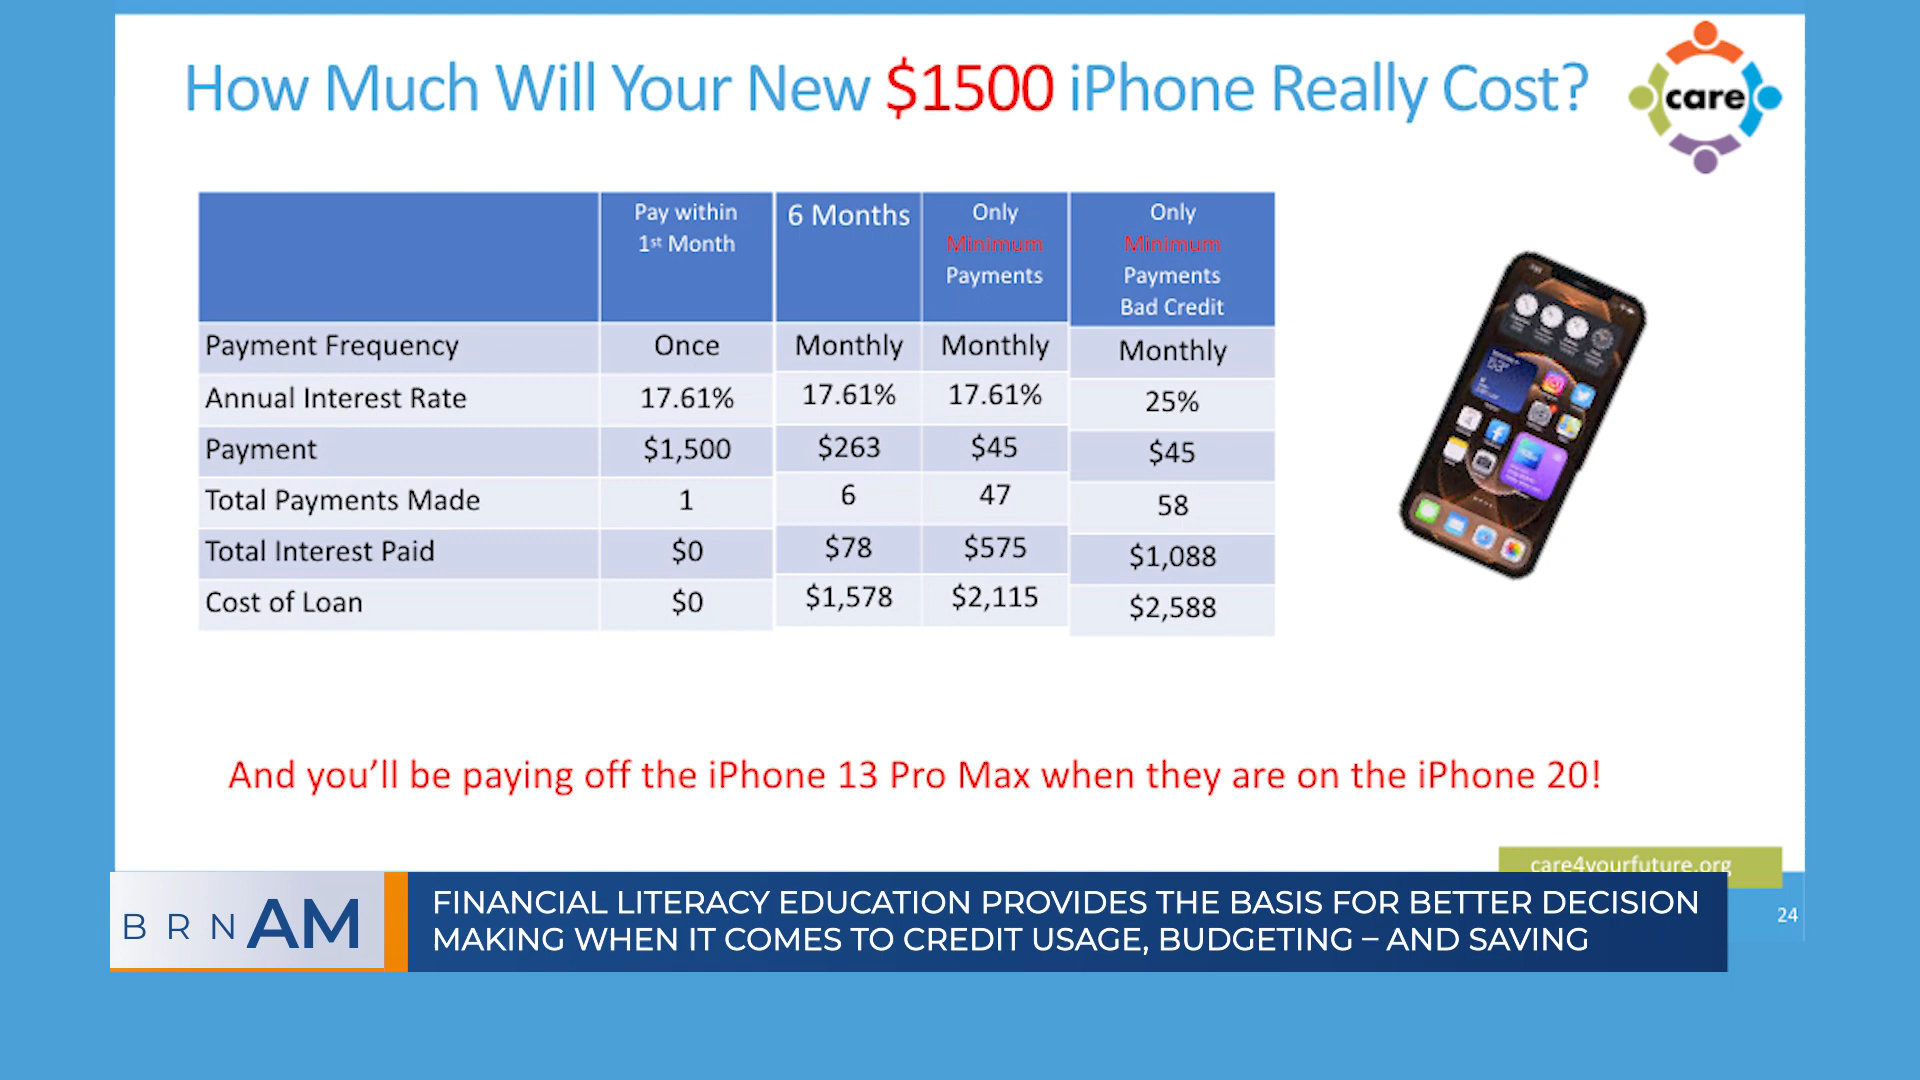 How Much Will Your New $1500 iPhone Really Cost?
care
Pay within 1st Month 6 Months Only Minimum Payments Only Minimum Payments Bad Credit
Payment Frequency Once Monthly Monthly Monthly
Annual Interest Rate 17.61% 17.61% 17.61% 25%
Payment $1,500 $263 $45 $45
Total Payments Made 1 6 47 58
Total Interest Paid $0 $78 $575 $1,088
Cost of Loan $0 $1,578 $2,115 $2,588
And you’ll be paying off the iPhone 13 Pro Max when they are on the iPhone 20!
care4yourfuture.org
BRN AM
FINANCIAL LITERACY EDUCATION PROVIDES THE BASIS FOR BETTER DECISION
MAKING WHEN IT COMES TO CREDIT USAGE, BUDGETING – AND SAVING
24